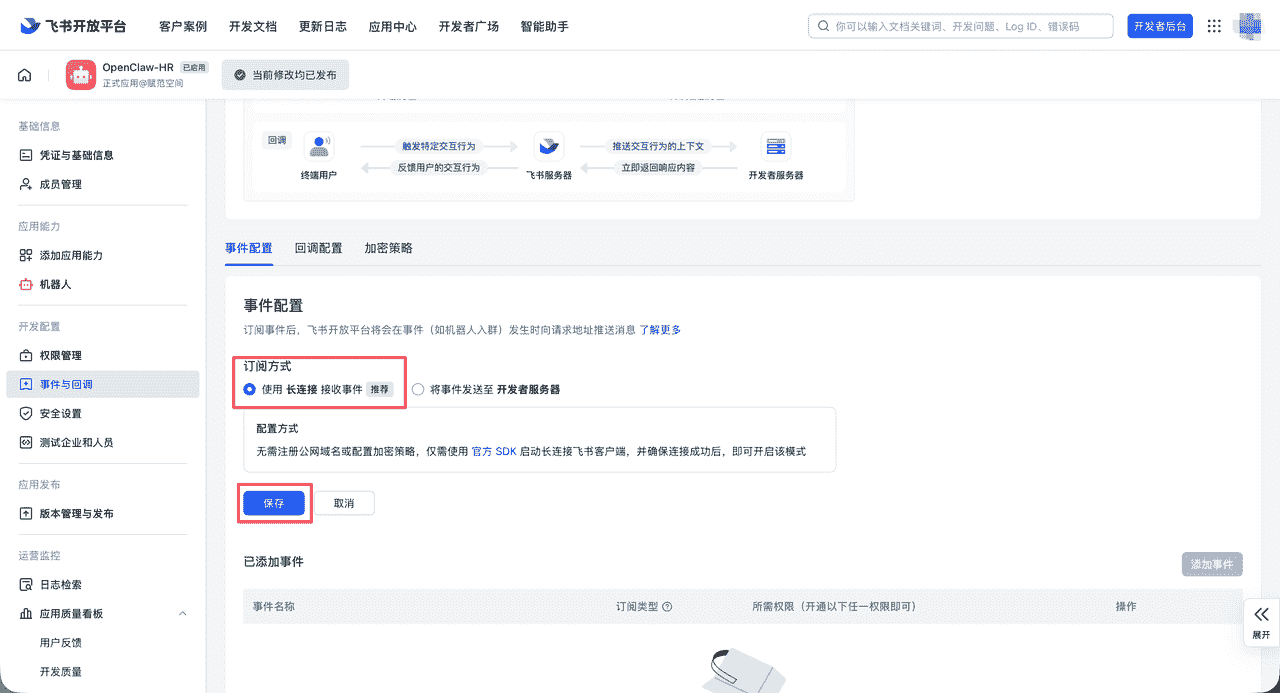 飞书开放平台 客户案例 开发文档 更新日志 应用中心 开发者广场 智能助手 你可以输入文档关键词、开发问题、Log ID、错误码 开发者后台
OpenClaw-HR 已启用
正式应用@赋范空间
当前修改均已发布
基础信息
凭证与基础信息
成员管理
应用能力
添加应用能力
机器人
开发配置
权限管理
事件与回调
安全设置
测试企业和人员
应用发布
版本管理与发布
运营监控
日志检索
应用质量看板
用户反馈
开发质量
回调
触发特定交互行为 推送交互行为的上下文
反馈用户的交互行为 立即返回响应内容
终端用户 飞书服务器 开发者服务器
事件配置 回调配置 加密策略
事件配置
订阅事件后，飞书开放平台将会在事件（如机器人入群）发生时向请求地址推送消息 了解更多
订阅方式
使用 长连接 接收事件 推荐 将事件发送至 开发者服务器
配置方式
无需注册公网域名或配置加密策略，仅需使用 官方 SDK 启动长连接飞书客户端，并确保连接成功后，即可开启该模式
保存 取消
已添加事件 添加事件
事件名称 订阅类型 所需权限（开通以下任一权限即可） 操作
展开